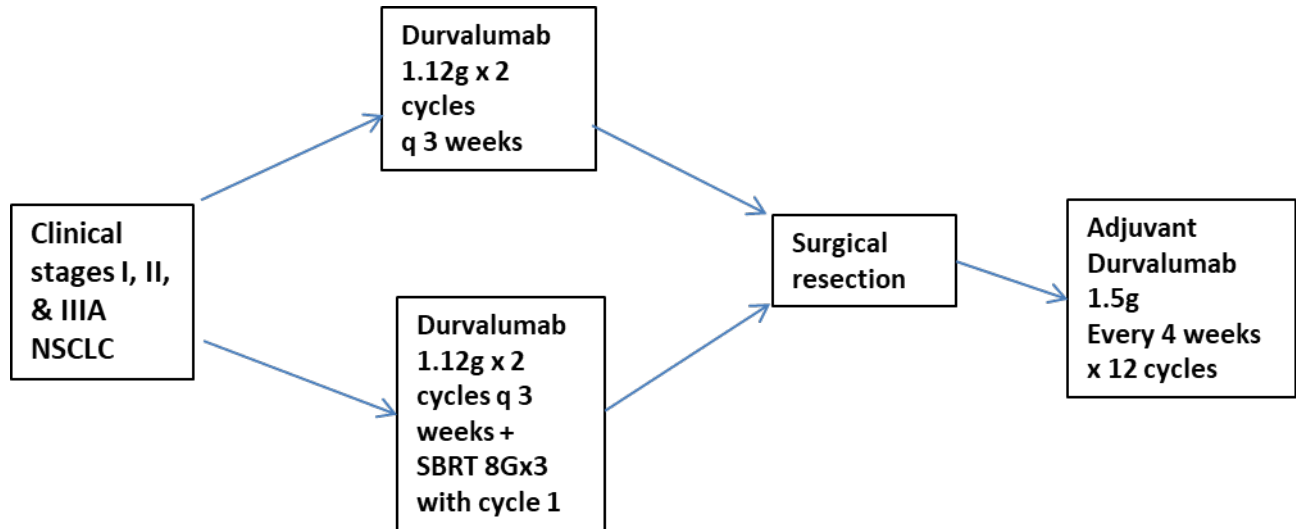 Clinical
stages I, II,
& IIIA
NSCLC
Durvalumab
1.12g x 2
cycles
q 3 weeks
Durvalumab
1.12g x 2
cycles q 3
weeks +
SBRT 8Gx3
with cycle 1
Surgical
resection
Adjuvant
Durvalumab
1.5g
Every 4 weeks
x 12 cycles